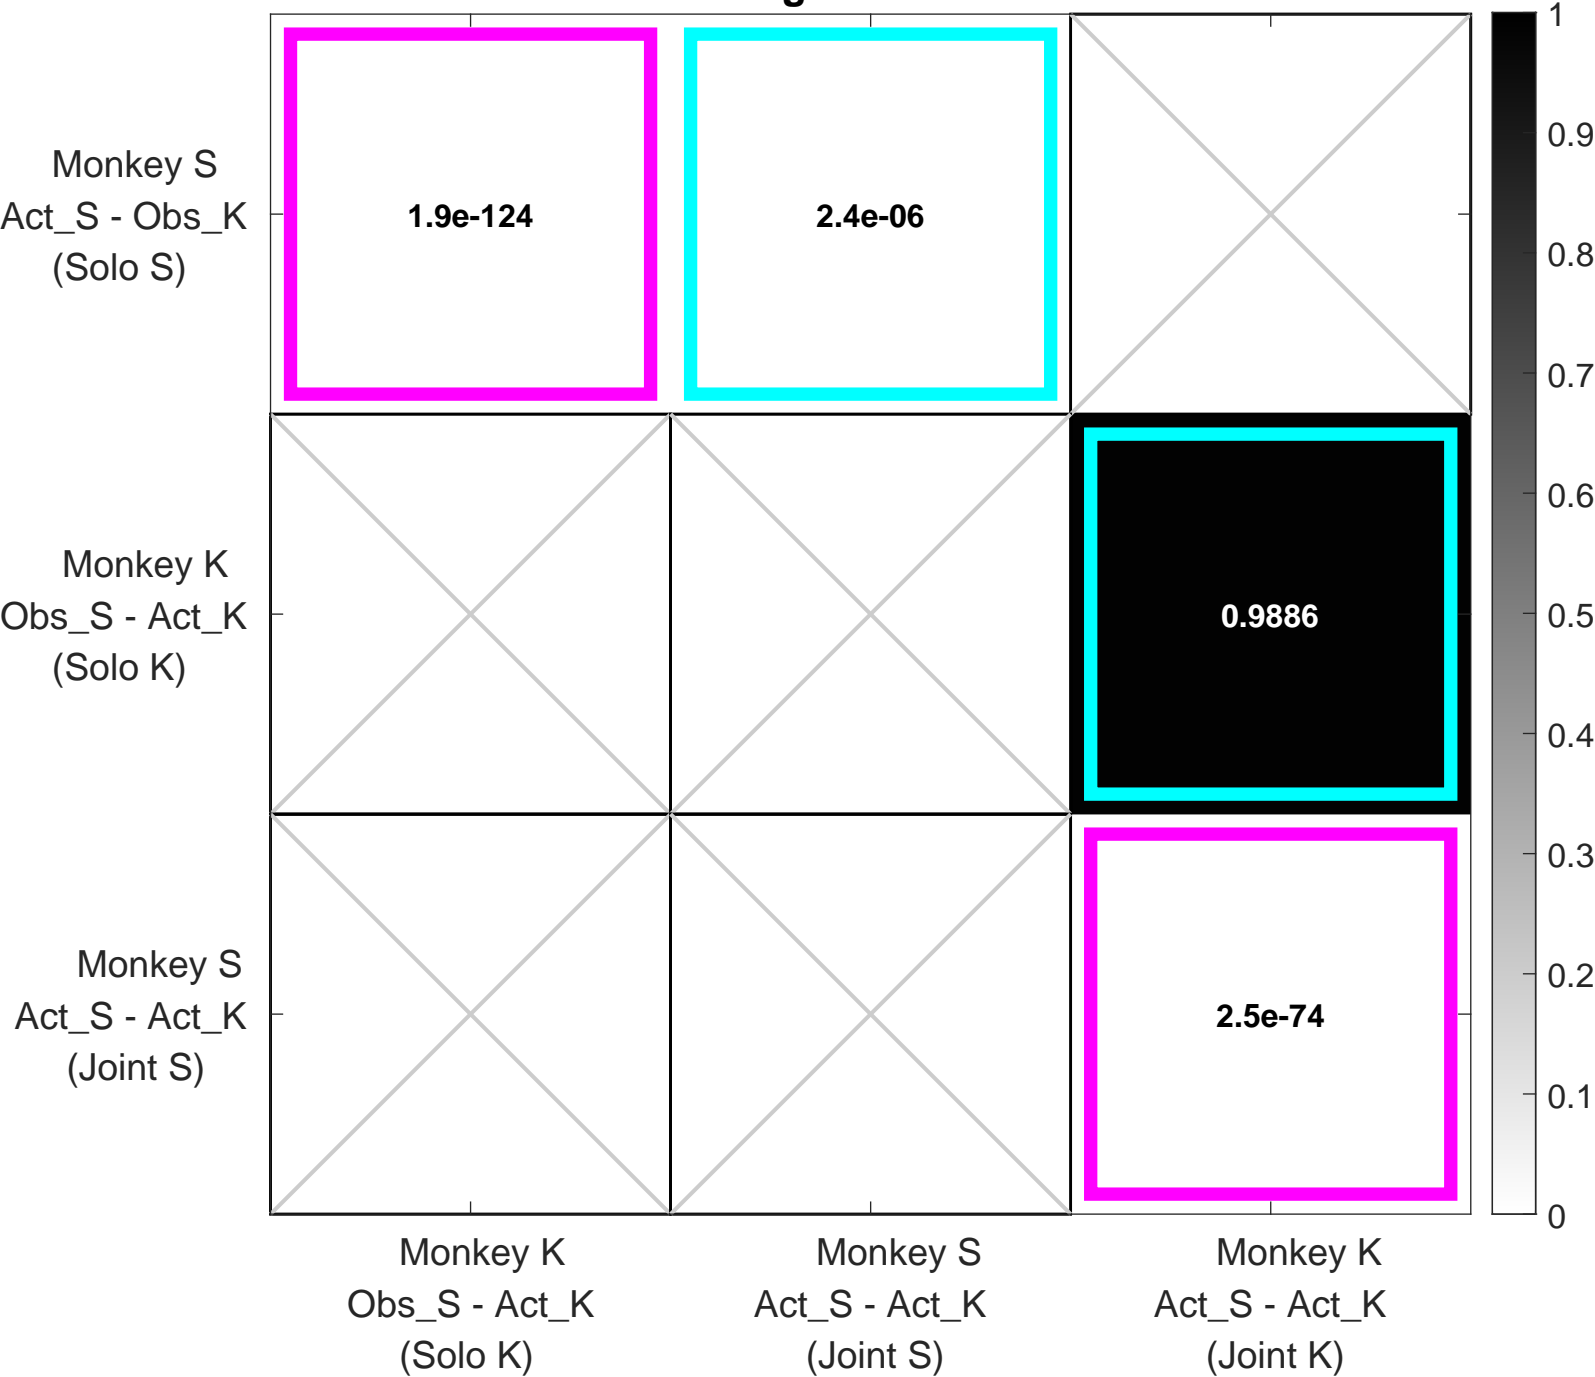 Monkey S
Act_S - Obs_K
(Solo S)
1.9e-124
2.4e-06
Monkey K
Obs_S - Act_K
(Solo K)
0.9886
Monkey S
Act_S - Act_K
(Joint S)
2.5e-74
Monkey K
Obs_S - Act_K
(Solo K)
Monkey S
Act_S - Act_K
(Joint S)
Monkey K
Act_S - Act_K
(Joint K)
1
0.9
0.8
0.7
0.6
0.5
0.4
0.3
0.2
0.1
0